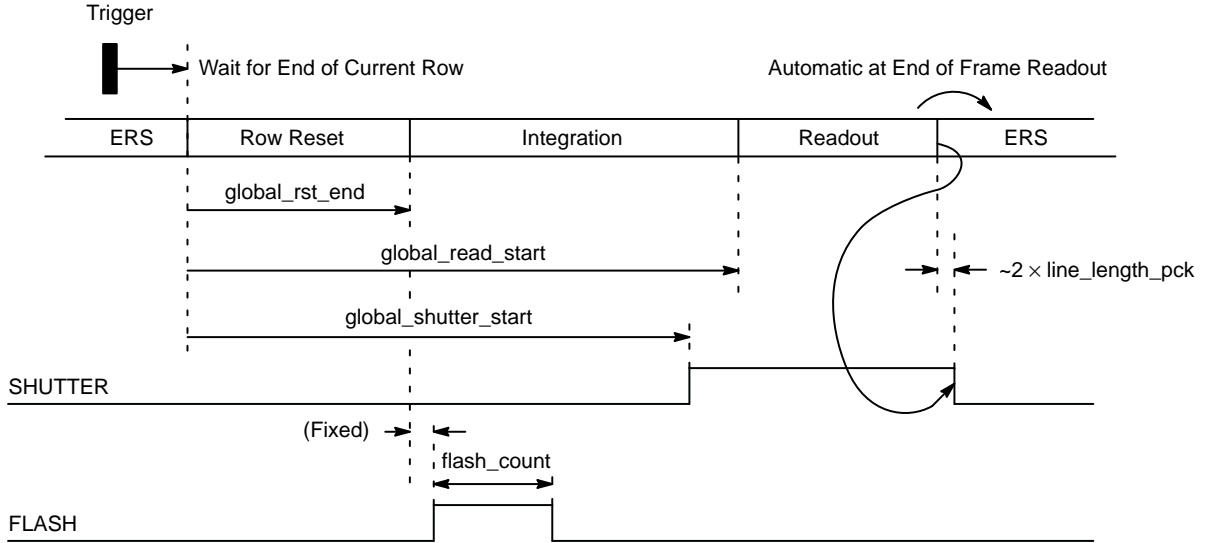 Trigger
Wait for End of Current Row
Automatic at End of Frame Readout
ERS
Row Reset
Integration
Readout
ERS
global_rst_end
global_read_start
~2 × line_length_pck
global_shutter_start
SHUTTER
(Fixed)
flash_count
FLASH